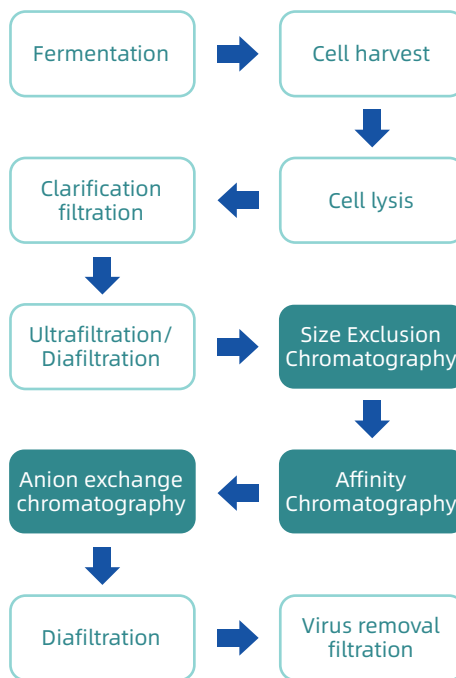 Fermentation
Cell harvest
Cell lysis
Clarification
filtration
Ultrafiltration/
Diafiltration
Size Exclusion
Chromatography
Affinity
Chromatography
Anion exchange
chromatography
Diafiltration
Virus removal
filtration